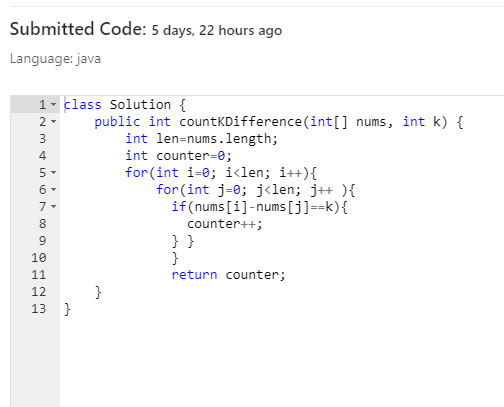 Submitted Code: 5 days, 22 hours ago
Language: java
1 class Solution {
2     public int countKDifference(int[] nums, int k) {
3         int len=nums.length;
4         int counter=0;
5         for(int i=0; i<len; i++){
6             for(int j=0; j<len; j++ ){
7               if(nums[i]-nums[j]==k){
8                 counter++;
9               } }
10               }
11               return counter;
12     }
13 }